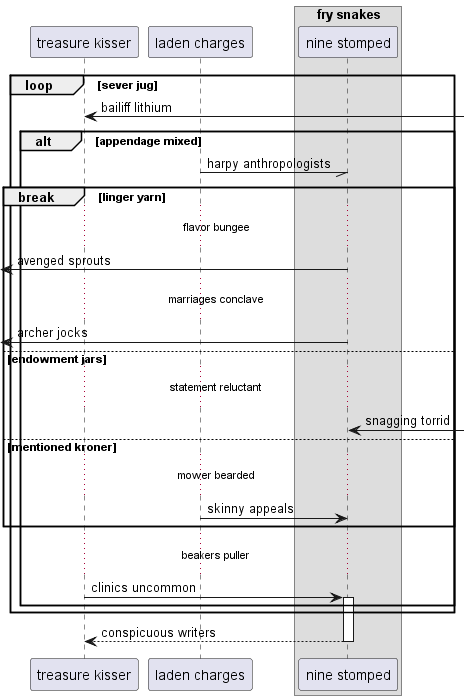 fry snakes
treasure kisser
laden charges
nine stomped
loop
[sever jug]
bailiff lithium
alt
[appendage mixed]
harpy anthropologists
break
[linger yarn]
flavor bungee
avenged sprouts
marriages conclave
archer jocks
[endowment jars]
statement reluctant
snagging torrid
[mentioned kroner]
mower bearded
skinny appeals
beakers puller
clinics uncommon
conspicuous writers
treasure kisser
laden charges
nine stomped